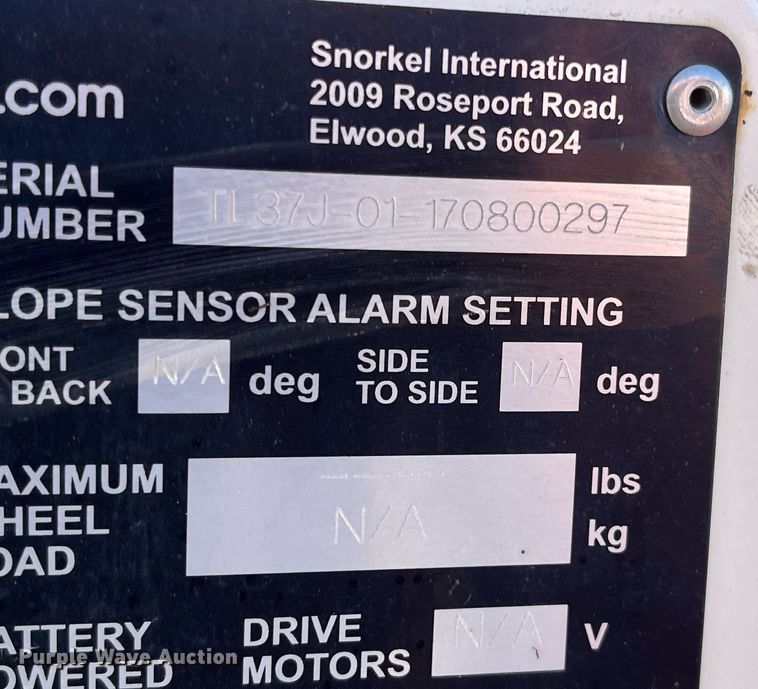 Snorkel International
2009 Roseport Road,
Elwood, KS 66024
.com
ERIAL
UMBER
TL37J-01-170800297
LOPE SENSOR ALARM SETTING
ONT
BACK
N/A deg
SIDE
TO SIDE
N/A deg
AXIMUM
HEEL
OAD
N/A
lbs
kg
ATTERY
OWERED
DRIVE
MOTORS
N/A V
Purple Wave Auction